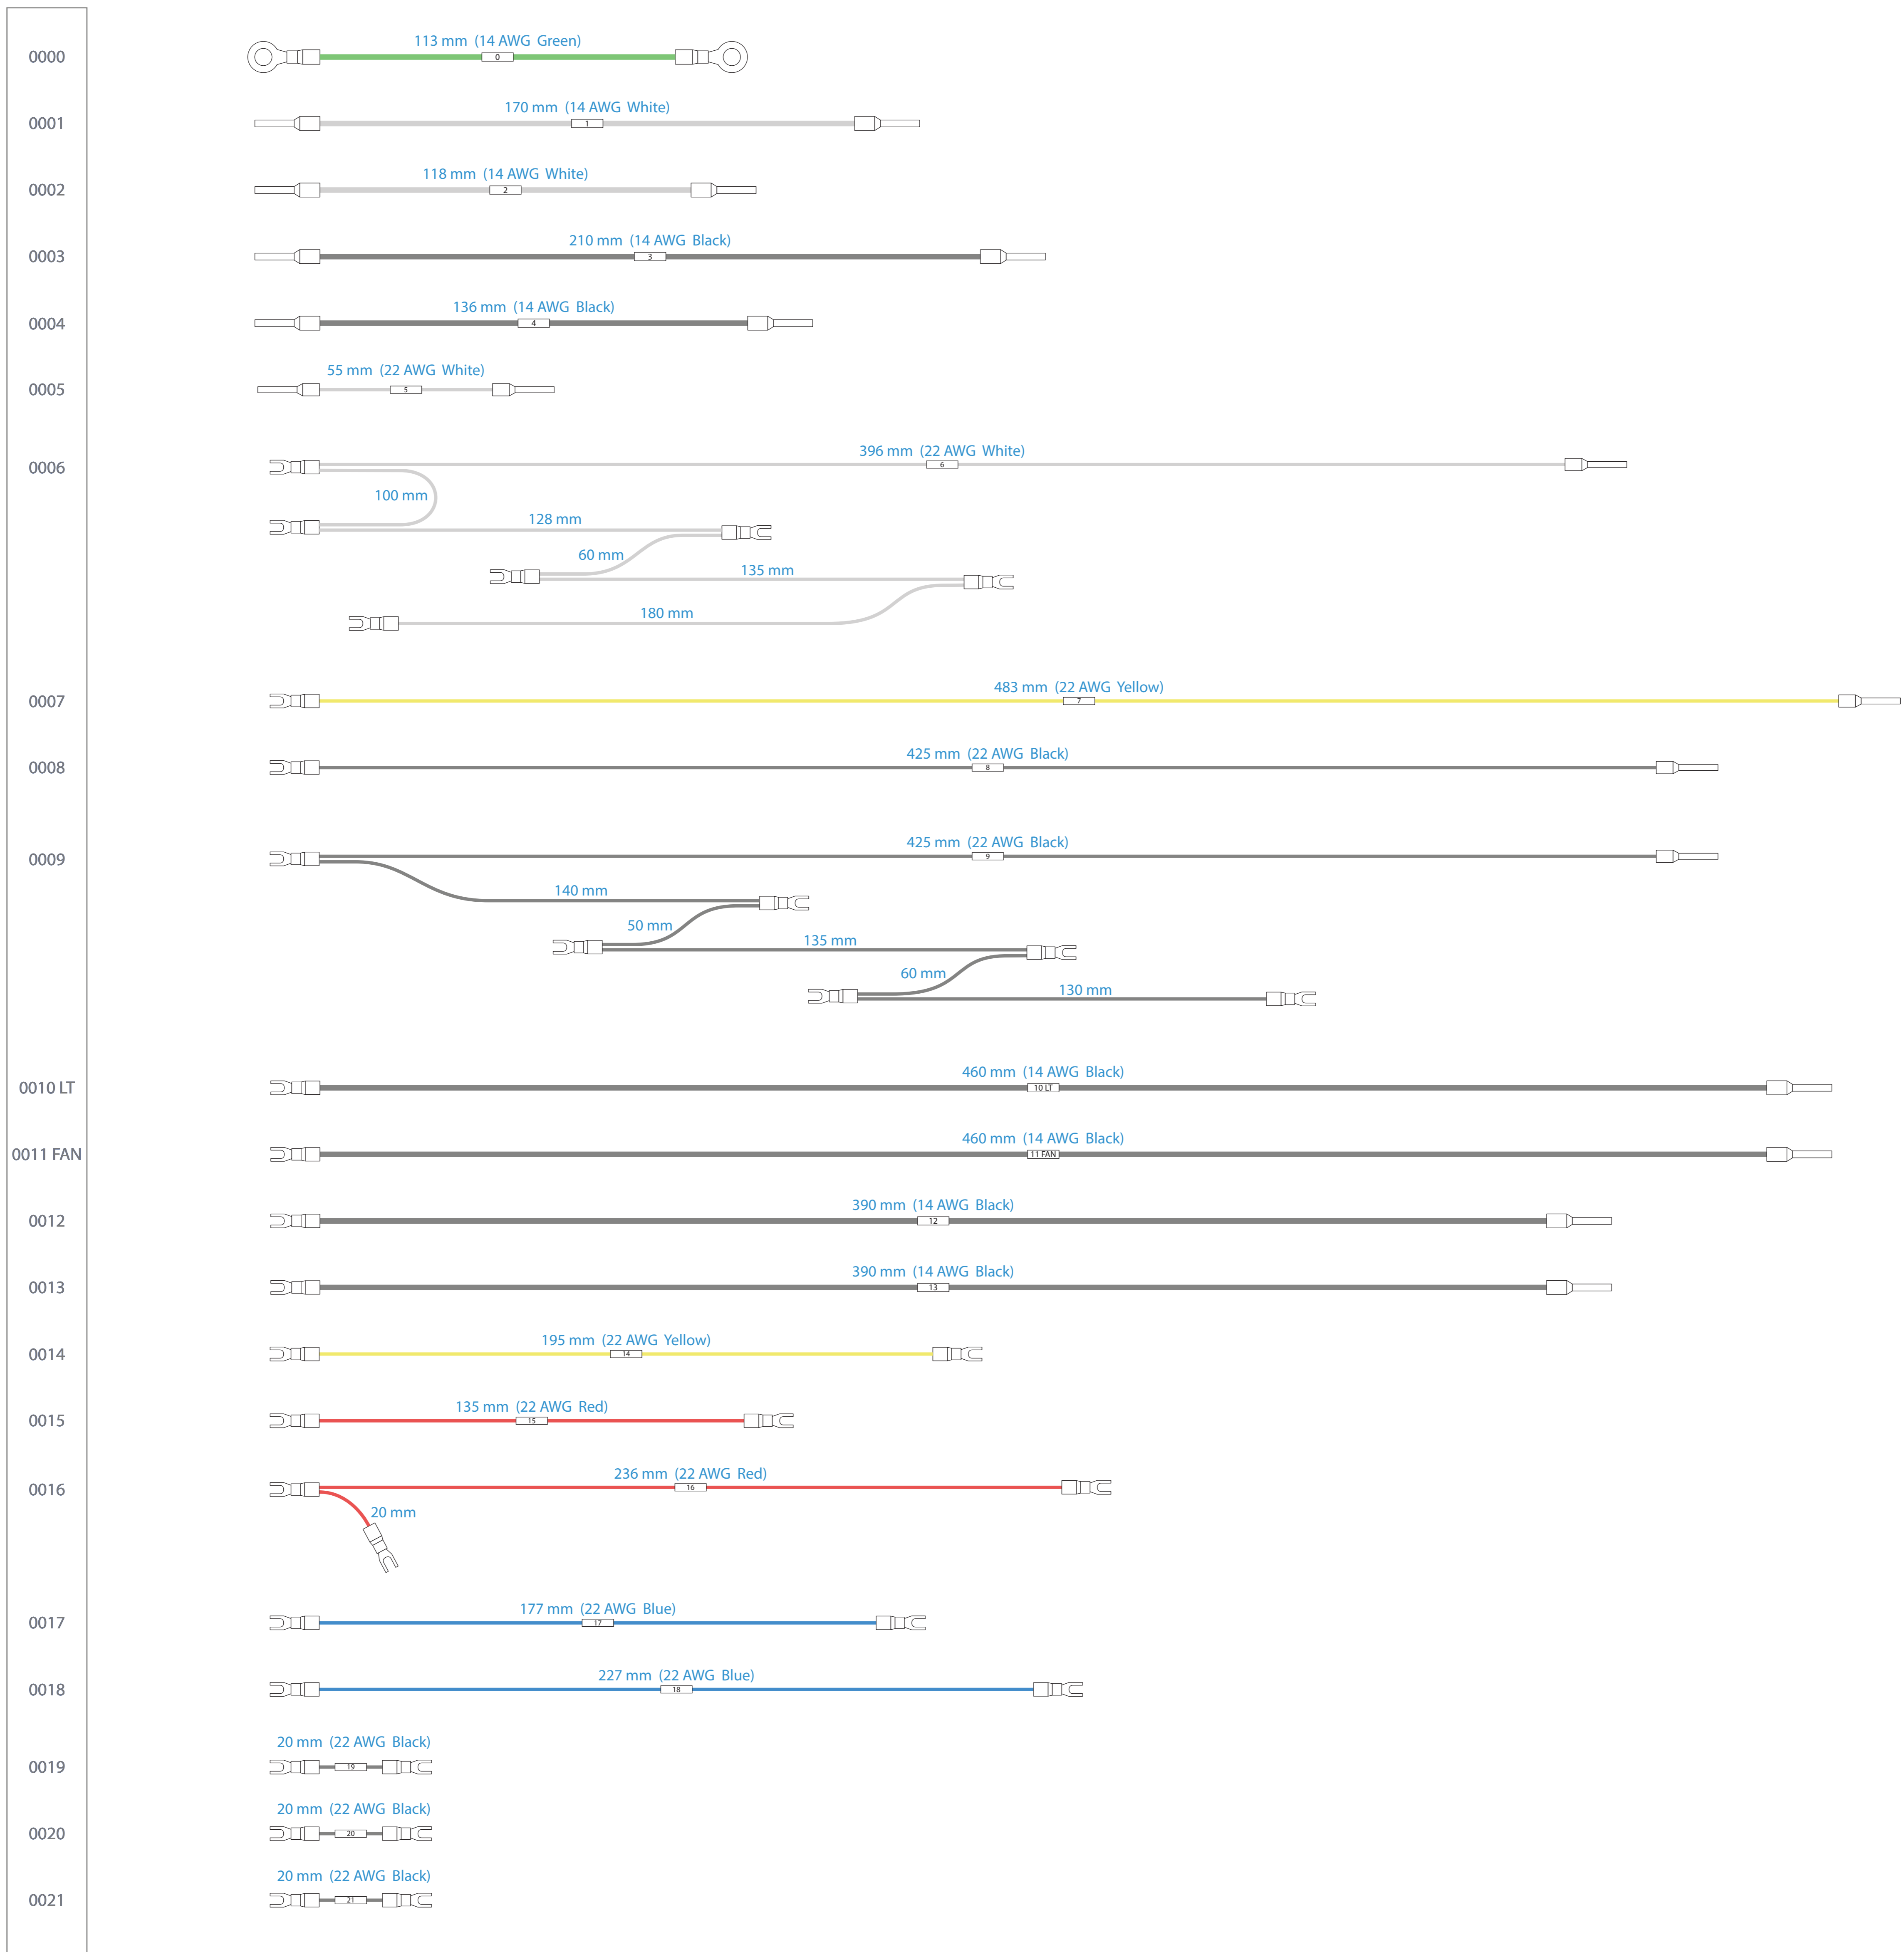 0000
113 mm (14 AWG Green)
0
0001
170 mm (14 AWG White)
1
0002
118 mm (14 AWG White)
2
0003
210 mm (14 AWG Black)
3
0004
136 mm (14 AWG Black)
4
0005
55 mm (22 AWG White)
5
0006
396 mm (22 AWG White)
6
100 mm
128 mm
60 mm
135 mm
180 mm
0007
483 mm (22 AWG Yellow)
7
0008
425 mm (22 AWG Black)
8
0009
425 mm (22 AWG Black)
9
140 mm
50 mm
135 mm
60 mm
130 mm
0010 LT
460 mm (14 AWG Black)
10 LT
0011 FAN
460 mm (14 AWG Black)
11 FAN
0012
390 mm (14 AWG Black)
12
0013
390 mm (14 AWG Black)
13
0014
195 mm (22 AWG Yellow)
14
0015
135 mm (22 AWG Red)
15
0016
236 mm (22 AWG Red)
16
20 mm
0017
177 mm (22 AWG Blue)
17
0018
227 mm (22 AWG Blue)
18
0019
20 mm (22 AWG Black)
19
0020
20 mm (22 AWG Black)
20
0021
20 mm (22 AWG Black)
21